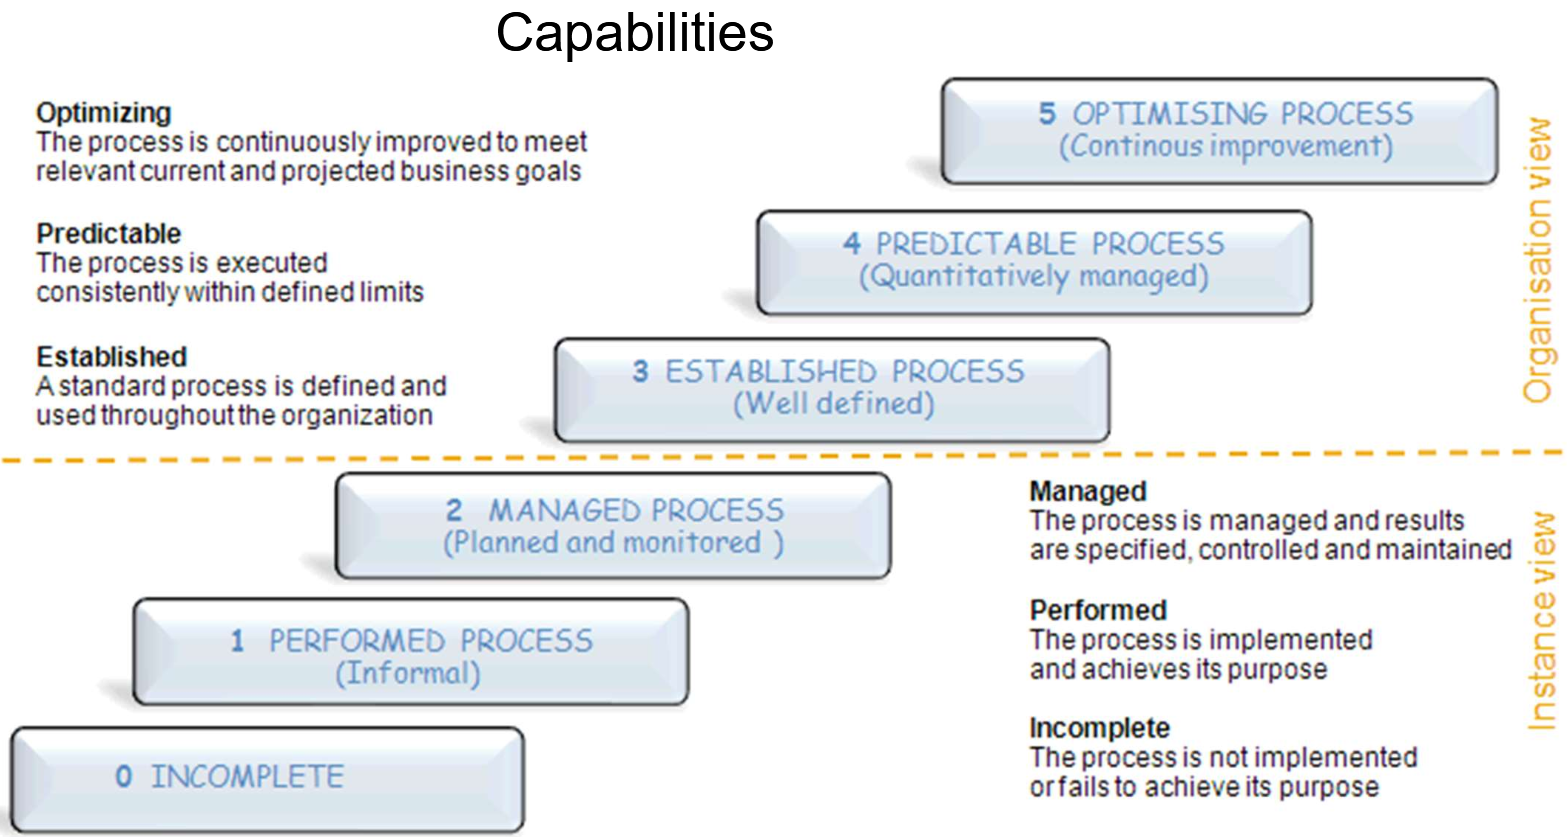 Capabilities
Optimizing
The process is continuously improved to meet
relevant current and projected business goals
5 OPTIMISING PROCESS
(Continous improvement)
Predictable
The process is executed
consistently within defined limits
4 PREDICTABLE PROCESS
(Quantitatively managed)
Established
A standard process is defined and
used throughout the organization
3 ESTABLISHED PROCESS
(Well defined)
Organisation view
2 MANAGED PROCESS
(Planned and monitored )
Managed
The process is managed and results
are specified, controlled and maintained
1 PERFORMED PROCESS
(Informal)
Performed
The process is implemented
and achieves its purpose
0 INCOMPLETE
Incomplete
The process is not implemented
or fails to achieve its purpose
Instance view